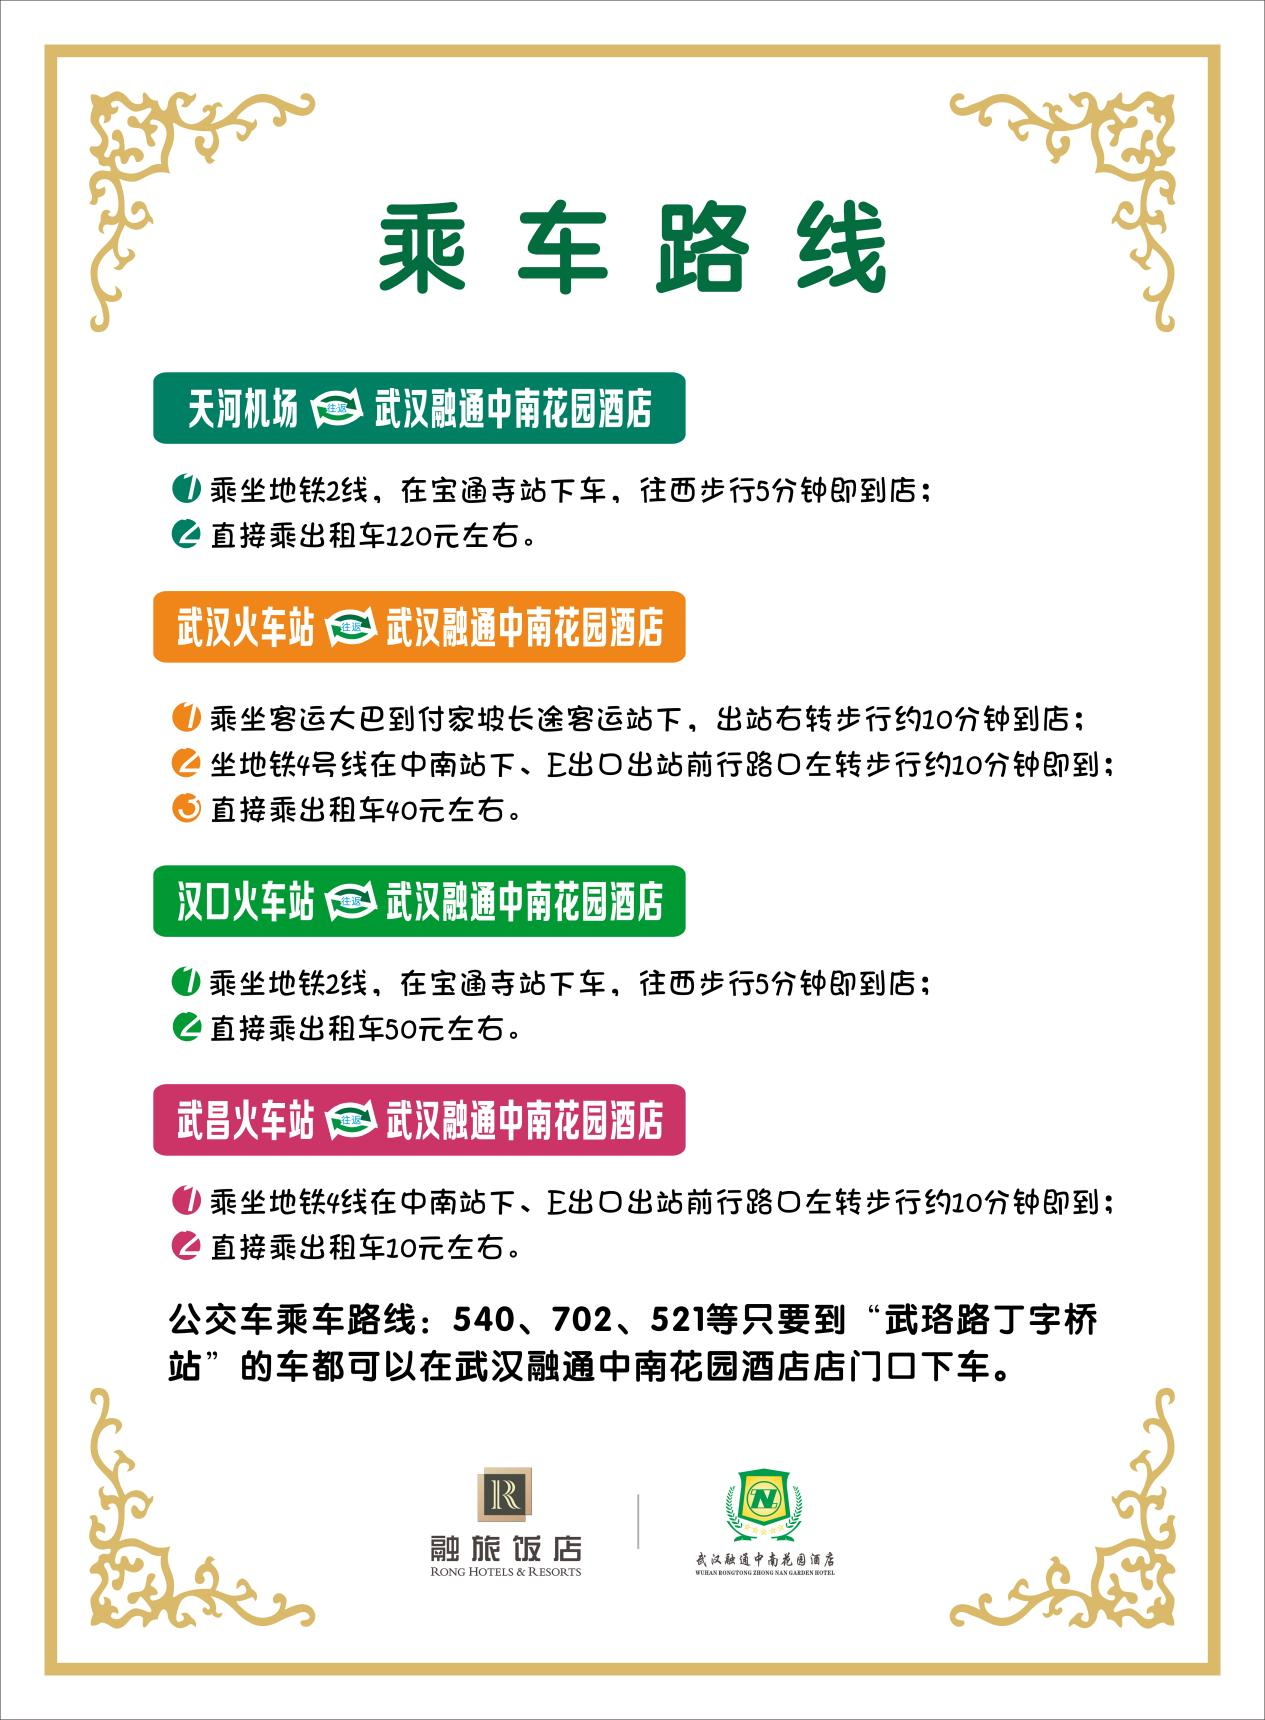 乘车路线
天河机场 往返 武汉融通中南花园酒店
1 乘坐地铁2线，在宝通寺站下车，往西步行5分钟即到店；
2 直接乘出租车120元左右。
武汉火车站 往返 武汉融通中南花园酒店
1 乘坐客运大巴到付家坡长途客运站下，出站右转步行约10分钟到店；
2 坐地铁4号线在中南站下、E出口出站前行路口左转步行约10分钟即到；
3 直接乘出租车40元左右。
汉口火车站 往返 武汉融通中南花园酒店
1 乘坐地铁2线，在宝通寺站下车，往西步行5分钟即到店；
2 直接乘出租车50元左右。
武昌火车站 往返 武汉融通中南花园酒店
1 乘坐地铁4线在中南站下、E出口出站前行路口左转步行约10分钟即到；
2 直接乘出租车10元左右。
公交车乘车路线：540、702、521等只要到“武珞路丁字桥
站”的车都可以在武汉融通中南花园酒店店门口下车。
R
融旅饭店
RONG HOTELS & RESORTS
N
武汉融通中南花园酒店
WUHAN RONGTONG ZHONG NAN GARDEN HOTEL